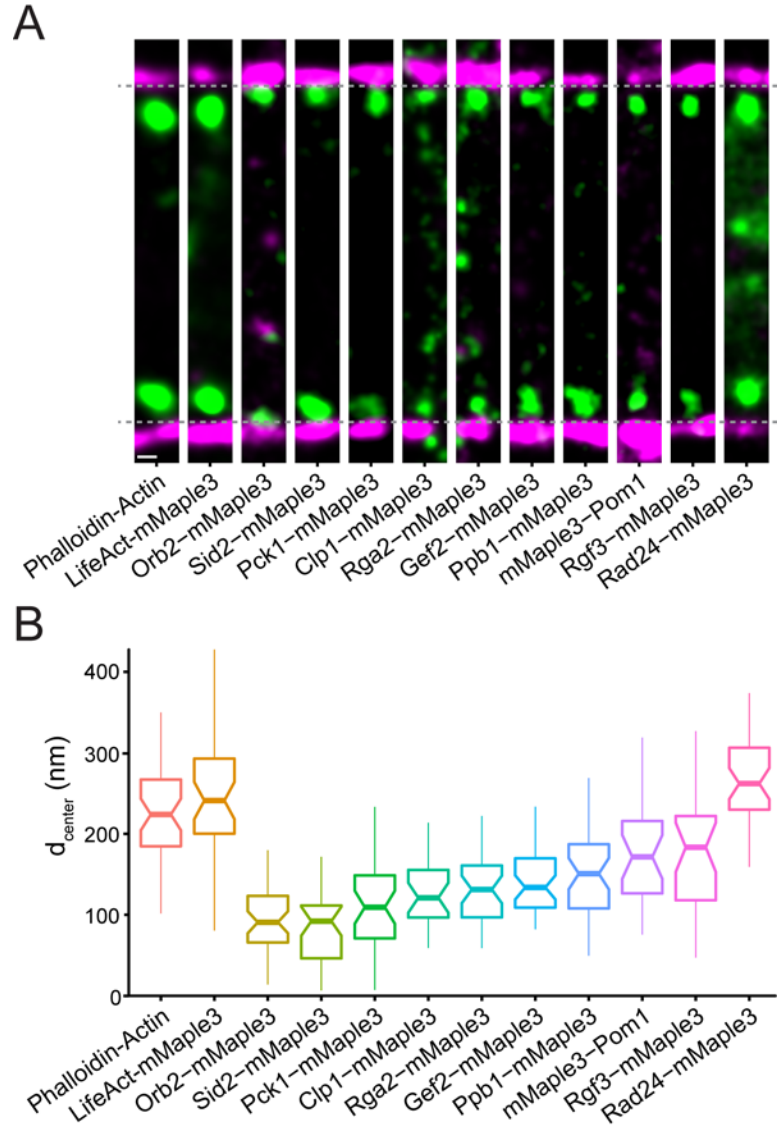 A
Phalloidin-Actin
LifeAct-mMaple3
Orb2-mMaple3
Sid2-mMaple3
Pck1-mMaple3
Clp1-mMaple3
Rga2-mMaple3
Gef2-mMaple3
Ppb1-mMaple3
mMaple3-Pom1
Rgf3-mMaple3
Rad24-mMaple3
B
d_center (nm)
400
300
200
100
0
Phalloidin-Actin
LifeAct-mMaple3
Orb2-mMaple3
Sid2-mMaple3
Pck1-mMaple3
Clp1-mMaple3
Rga2-mMaple3
Gef2-mMaple3
Ppb1-mMaple3
mMaple3-Pom1
Rgf3-mMaple3
Rad24-mMaple3